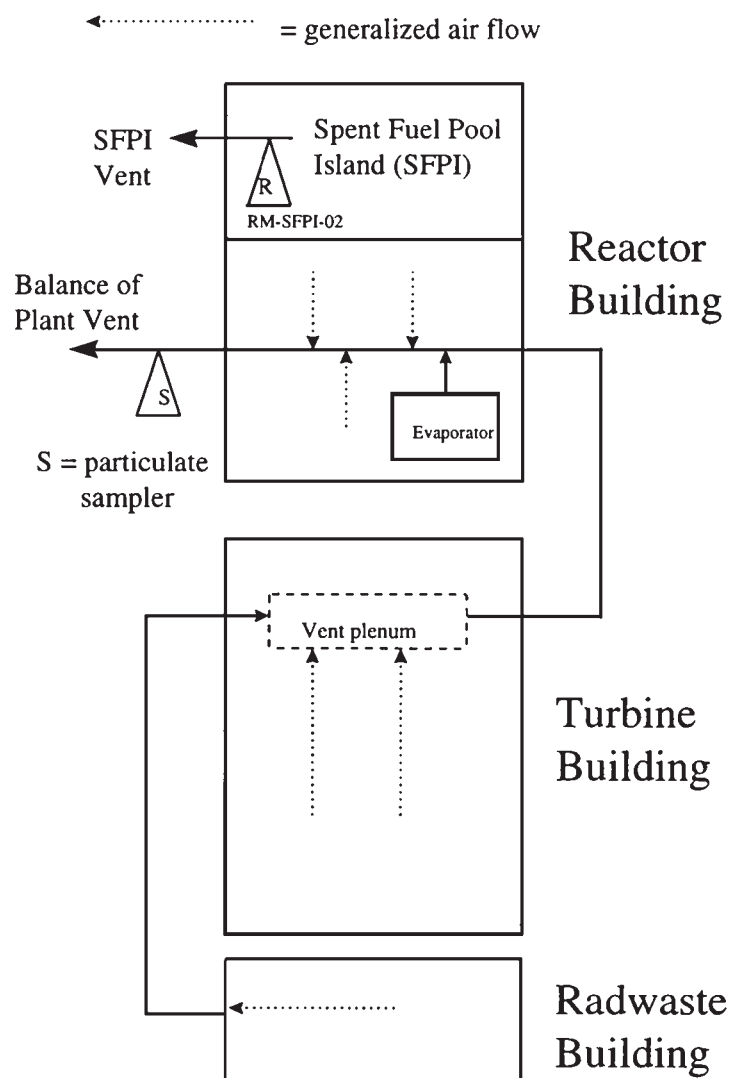 = generalized air flow
SFPI
Vent
Spent Fuel Pool
Island (SFPI)
R
RM-SFPI-02
Reactor
Building
Balance of
Plant Vent
S
Evaporator
S = particulate
sampler
Vent plenum
Turbine
Building
Radwaste
Building